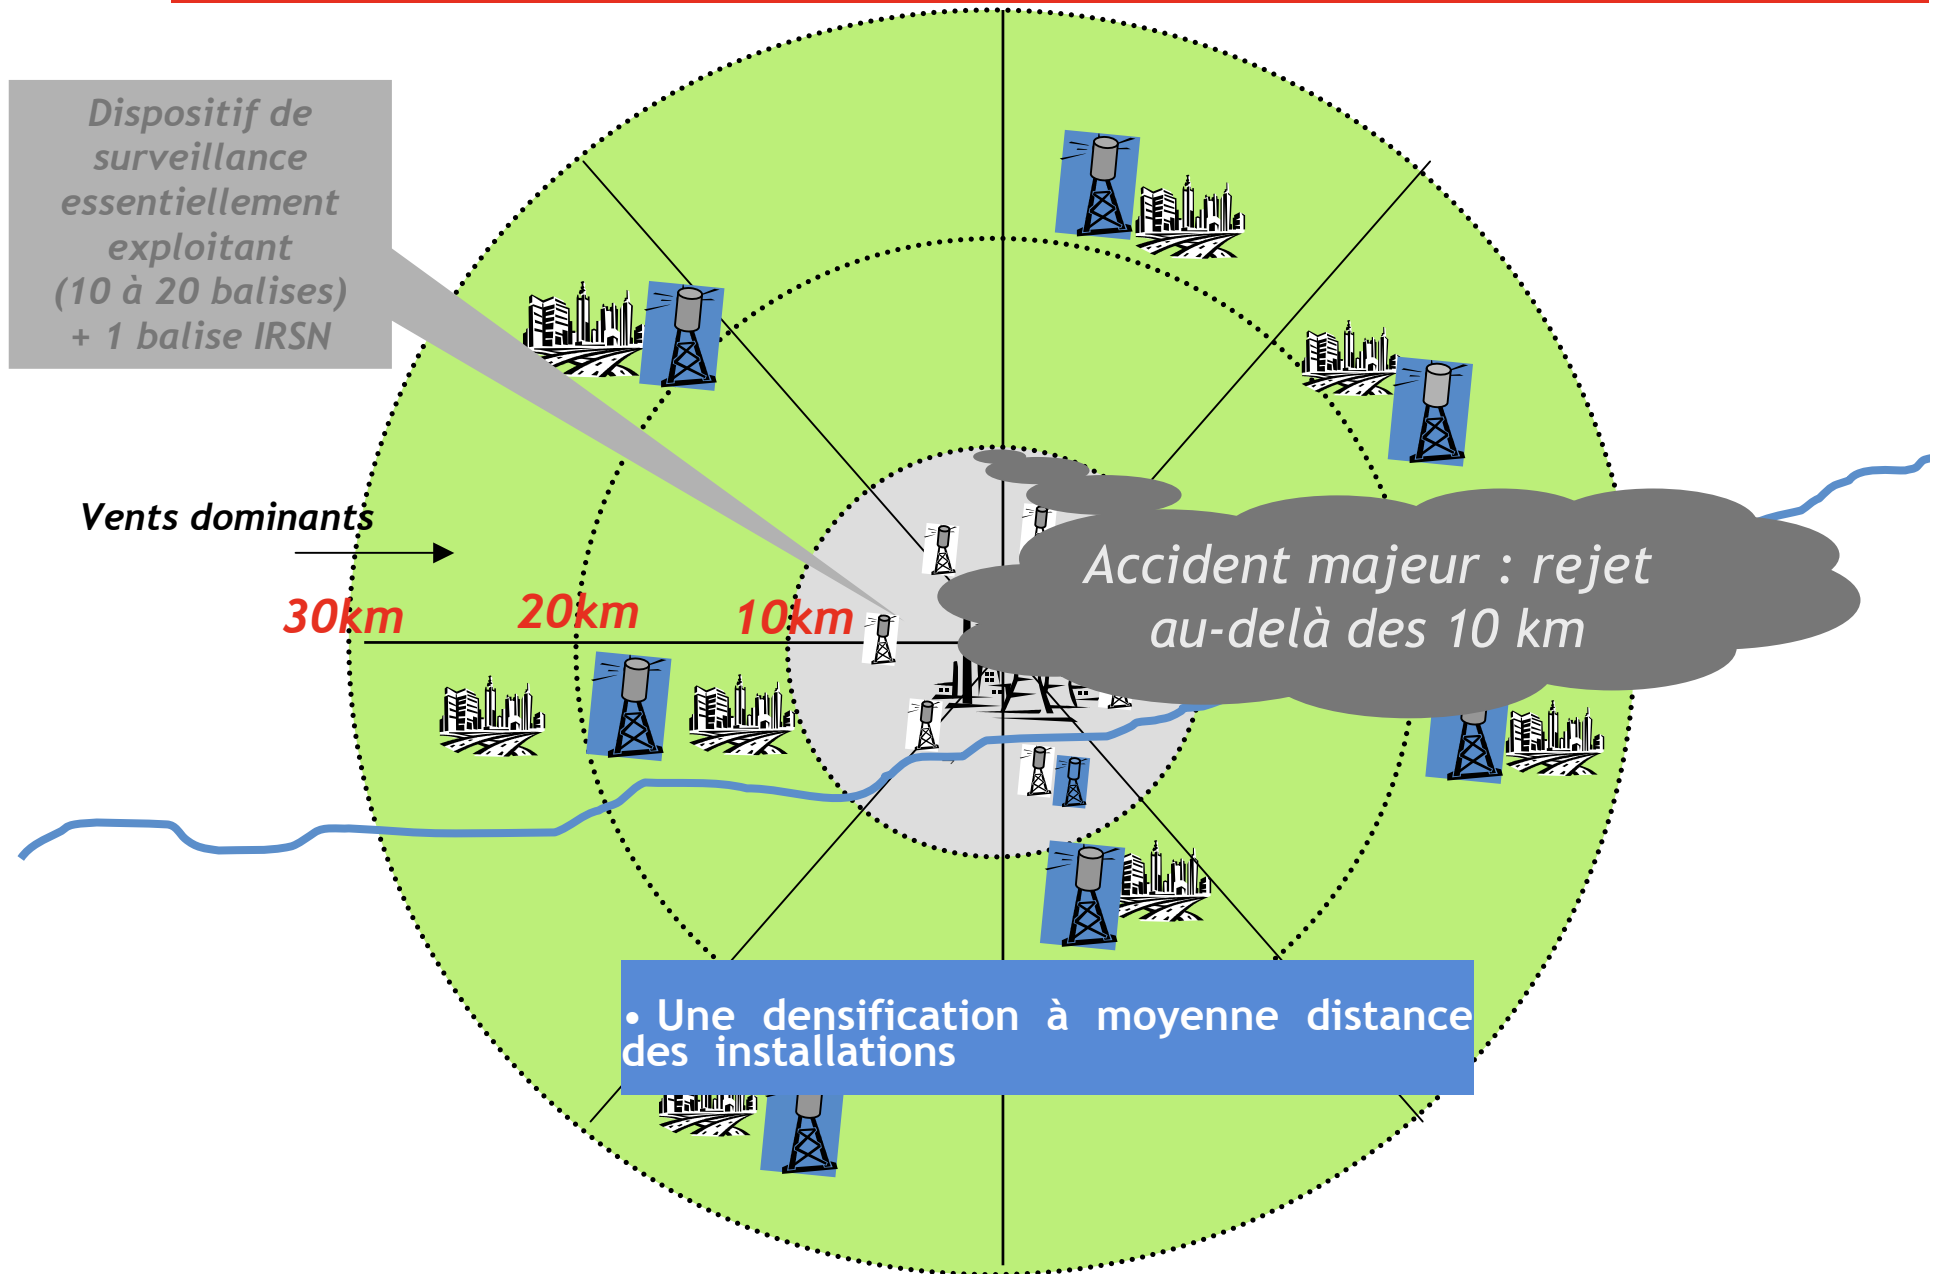 Dispositif de
surveillance
essentiellement
exploitant
(10 à 20 balises)
+ 1 balise IRSN
Vents dominants
30km
20km
10km
Accident majeur : rejet
au-delà des 10 km
• Une densification à moyenne distance
des installations